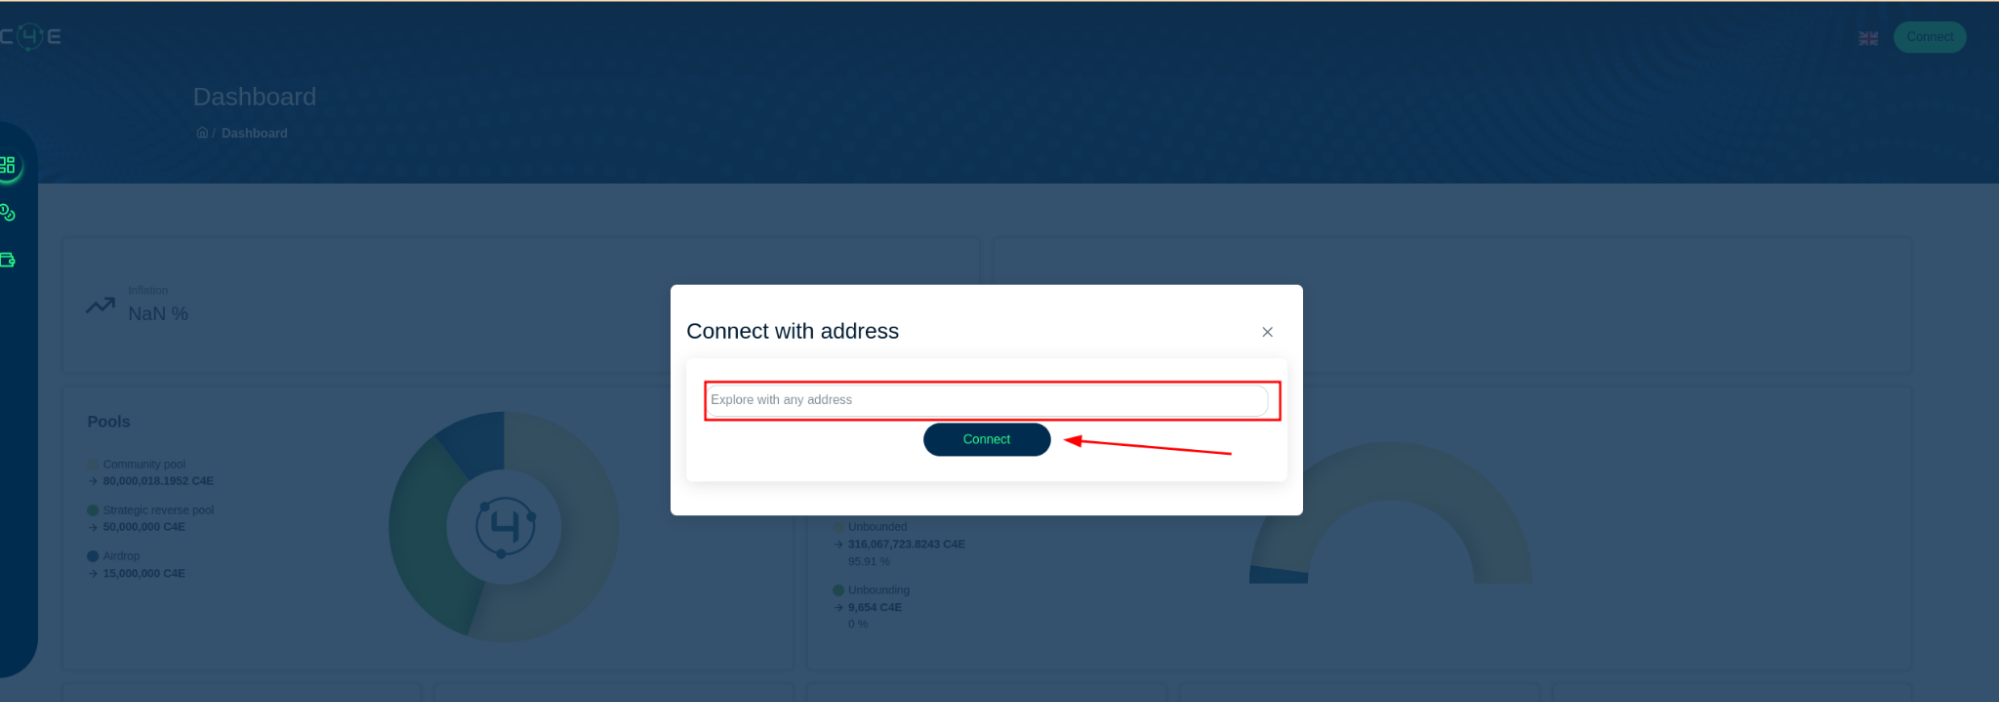 C4E
Connect
Dashboard
/ Dashboard
Inflation
NaN %
Connect with address
Explore with any address
Connect
Pools
Community pool
→ 80,000,018.1952 C4E
Strategic reverse pool
→ 50,000,000 C4E
Airdrop
→ 15,000,000 C4E
Unbounded
→ 316,067,723.8243 C4E
95.91 %
Unbonding
→ 9,654 C4E
0 %